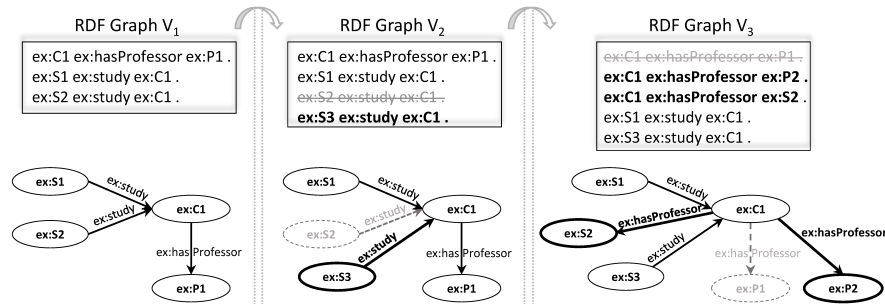 RDF Graph V1
ex:C1 ex:hasProfessor ex:P1 .
ex:S1 ex:study ex:C1 .
ex:S2 ex:study ex:C1 .
ex:S1
ex:study
ex:S2
ex:study
ex:C1
ex:has Professor
ex:P1
RDF Graph V2
ex:C1 ex:hasProfessor ex:P1 .
ex:S1 ex:study ex:C1 .
ex:S2 ex:study ex:C1 .
ex:S3 ex:study ex:C1 .
ex:S1
ex:study
ex:S2
ex:study
ex:C1
ex:study
ex:S3
ex:has Professor
ex:P1
RDF Graph V3
ex:C1 ex:hasProfessor ex:P1 .
ex:C1 ex:hasProfessor ex:P2 .
ex:C1 ex:hasProfessor ex:S2 .
ex:S1 ex:study ex:C1 .
ex:S3 ex:study ex:C1 .
ex:S1
ex:study
ex:C1
ex:hasProfessor
ex:S2
ex:study
ex:S3
ex:has Professor
ex:hasProfessor
ex:P1
ex:P2